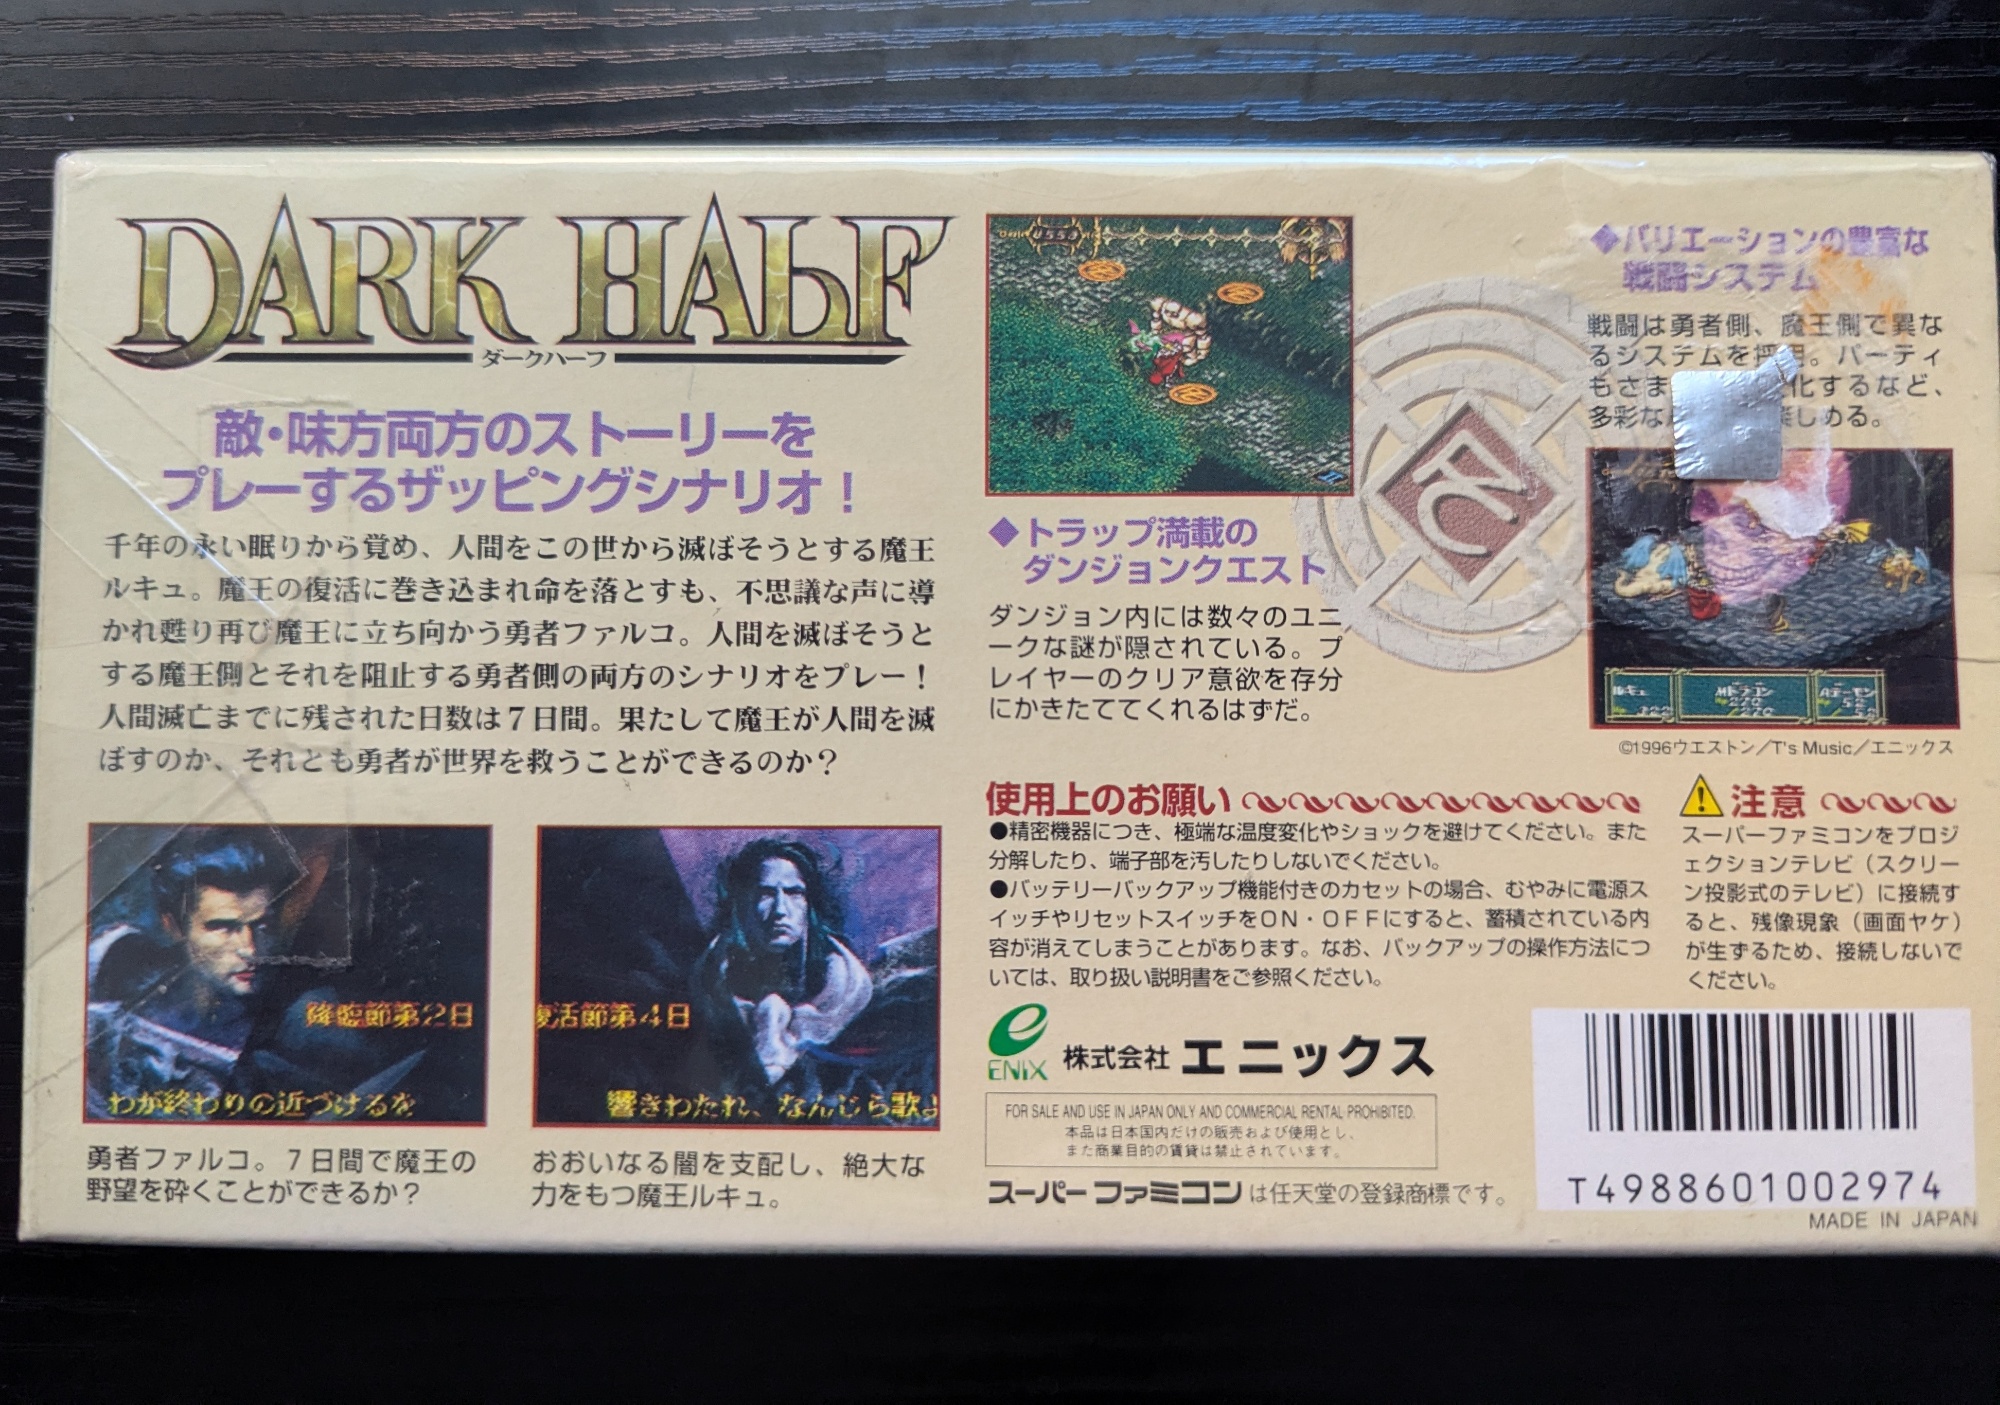 DARK HALF
ダークハーフ
敵・味方両方のストーリーを
プレーするザッピングシナリオ！
千年の永い眠りから覚め、人間をこの世から滅ぼそうとする魔王
ルキュ。魔王の復活に巻き込まれ命を落とすも、不思議な声に導
かれ甦り再び魔王に立ち向かう勇者ファルコ。人間を滅ぼそうと
する魔王側とそれを阻止する勇者側の両方のシナリオをプレー！
人間滅亡までに残された日数は７日間。果たして魔王が人間を滅
ぼすのか、それとも勇者が世界を救うことができるのか？
降臨節第2日
わが終わりの近づけるを
勇者ファルコ。７日間で魔王の
野望を砕くことができるか？
復活節第4日
響きわたれ、なんじら歌よ
おおいなる闇を支配し、絶大な
力をもつ魔王ルキュ。
0553
◆トラップ満載の
ダンジョンクエスト
ダンジョン内には数々のユニ
ークな謎が隠されている。プ
レイヤーのクリア意欲を存分
にかきたててくれるはずだ。
◆バリエーションの豊富な
戦闘システム
戦闘は勇者側、魔王側で異な
るシステムを採用。パーティ
もさま 化するなど、
多彩な 楽しめる。
ルキュ Mドラゴン Aデーモン
322 270 52
/270
©1996ウエストン／T's Music／エニックス
使用上のお願い
●精密機器につき、極端な温度変化やショックを避けてください。また
分解したり、端子部を汚したりしないでください。
●バッテリーバックアップ機能付きのカセットの場合、むやみに電源ス
イッチやリセットスイッチをON・OFFにすると、蓄積されている内
容が消えてしまうことがあります。なお、バックアップの操作方法につ
いては、取り扱い説明書をご参照ください。
注意
スーパーファミコンをプロジ
ェクションテレビ（スクリー
ン投影式のテレビ）に接続す
ると、残像現象（画面ヤケ）
が生ずるため、接続しないで
ください。
ENIX 株式会社 エニックス
FOR SALE AND USE IN JAPAN ONLY AND COMMERCIAL RENTAL PROHIBITED.
本品は日本国内だけの販売および使用とし、
また商業目的の賃貸は禁止されています。
スーパーファミコンは任天堂の登録商標です。
T4988601002974
MADE IN JAPAN